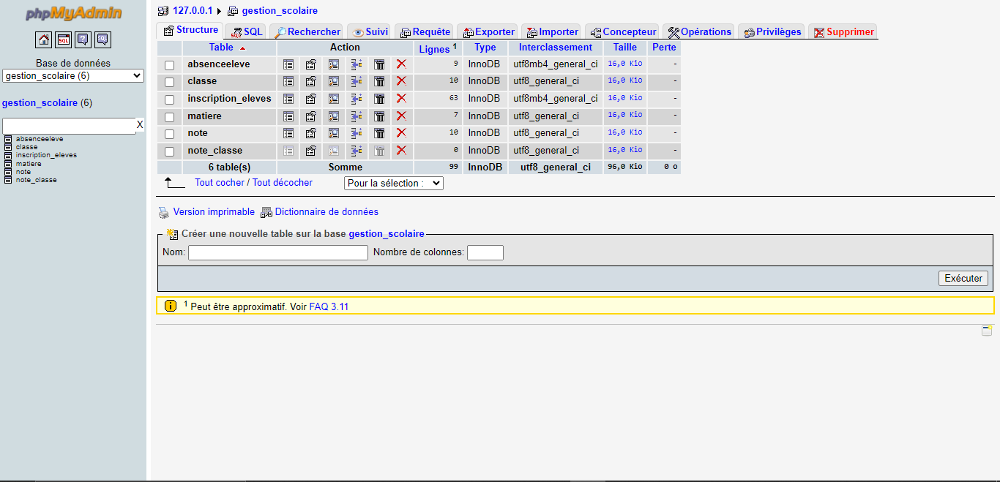 phpMyAdmin
SQL
Base de données
gestion_scolaire (6)
gestion_scolaire (6)
X
absenceeleve
classe
inscription_eleves
matiere
note
note_classe
127.0.0.1 gestion_scolaire
Structure SQL Rechercher Suivi Requête Exporter Importer Concepteur Opérations Privilèges Supprimer
Table Action Lignes 1 Type Interclassement Taille Perte
absenceeleve 9 InnoDB utf8mb4_general_ci 16,0 Kio -
classe 10 InnoDB utf8_general_ci 16,0 Kio -
inscription_eleves 63 InnoDB utf8mb4_general_ci 16,0 Kio -
matiere 7 InnoDB utf8_general_ci 16,0 Kio -
note 10 InnoDB utf8_general_ci 16,0 Kio -
note_classe 0 InnoDB utf8_general_ci 16,0 Kio -
6 table(s) Somme 99 InnoDB utf8_general_ci 96,0 Kio 0 o
Tout cocher / Tout décocher Pour la sélection :
Version imprimable Dictionnaire de données
Créer une nouvelle table sur la base gestion_scolaire
Nom: Nombre de colonnes:
Exécuter
1 Peut être approximatif. Voir FAQ 3.11